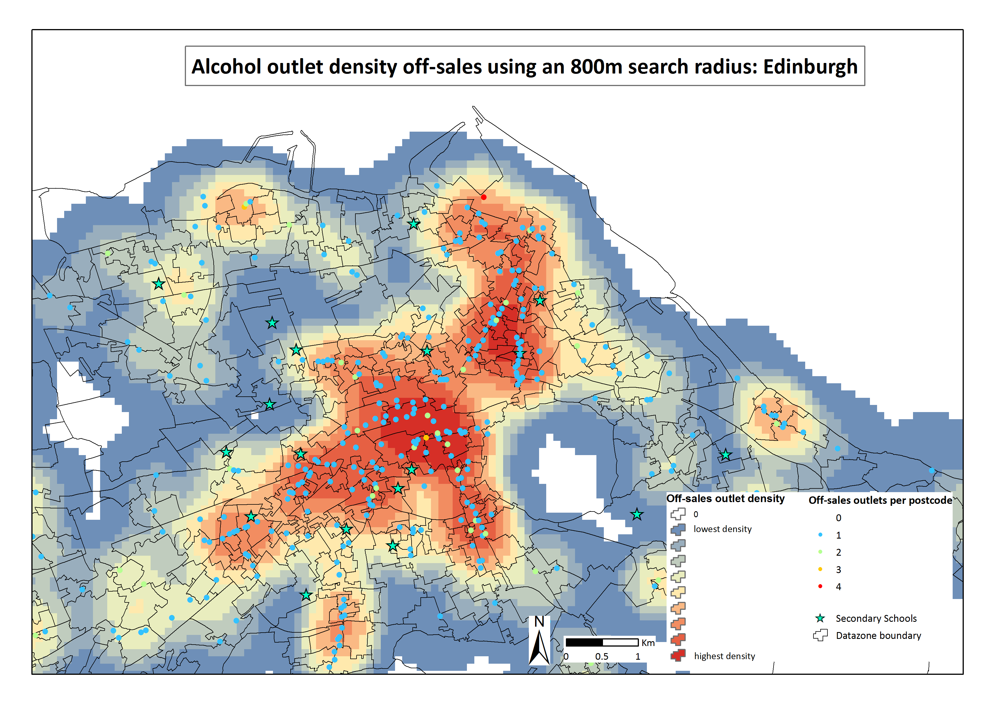 Alcohol outlet density off-sales using an 800m search radius: Edinburgh
Off-sales outlet density
0
lowest density
highest density
Off-sales outlets per postcode
0
1
2
3
4
Secondary Schools
Datazone boundary
N
Km
0 0.5 1